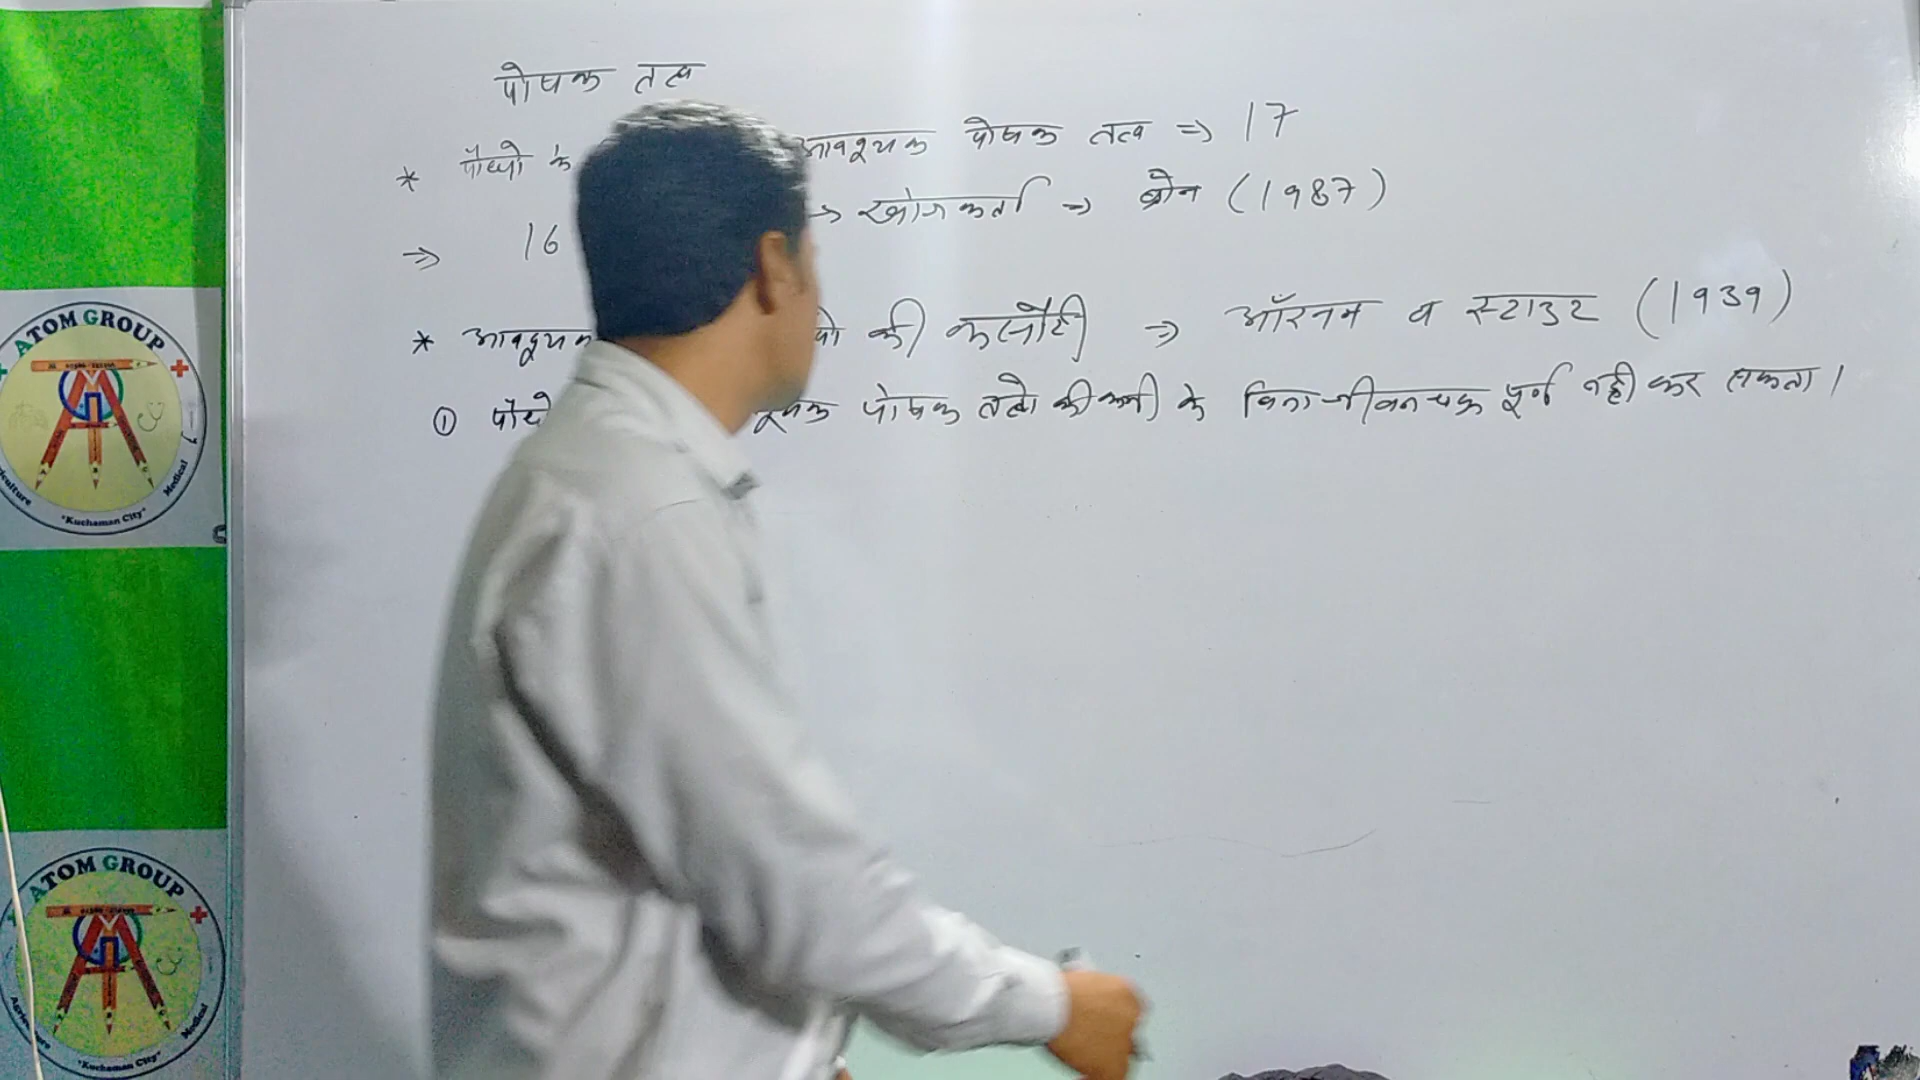 पोषक तत्व
* पौधो के आवश्यक पोषक तत्व => 17
=> 16 -> खोजकर्ता => ब्रोन (1987)
* आवश्यक की कसौटी => ऑरनन व स्टाउट (1939)
① पोषक तत्वो की कमी के बिना जीवनचक्र पूर्ण नही कर सकता।
ATOM GROUP
Agriculture
Medical
"Kuchaman City"
ATOM GROUP
Medical
"Kuchaman City"